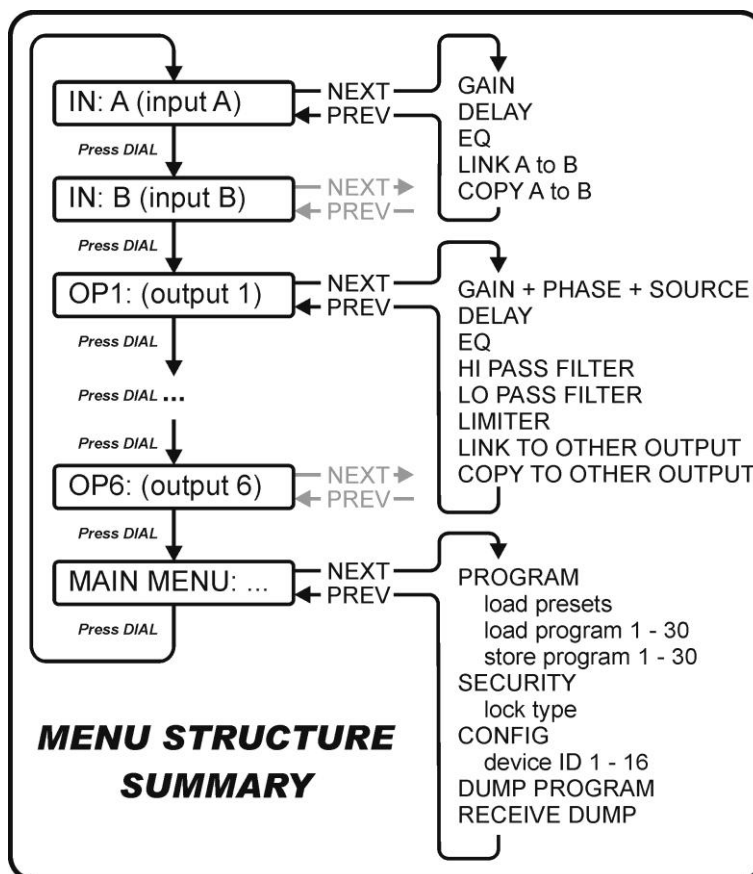 IN: A (input A)
NEXT
PREV
GAIN
DELAY
EQ
LINK A to B
COPY A to B
Press DIAL
IN: B (input B)
NEXT
PREV
Press DIAL
OP1: (output 1)
NEXT
PREV
GAIN + PHASE + SOURCE
DELAY
EQ
HI PASS FILTER
LO PASS FILTER
LIMITER
LINK TO OTHER OUTPUT
COPY TO OTHER OUTPUT
Press DIAL
Press DIAL ...
Press DIAL
OP6: (output 6)
NEXT
PREV
Press DIAL
MAIN MENU: ...
NEXT
PREV
PROGRAM
load presets
load program 1 - 30
store program 1 - 30
SECURITY
lock type
CONFIG
device ID 1 - 16
DUMP PROGRAM
RECEIVE DUMP
Press DIAL
MENU STRUCTURE
SUMMARY